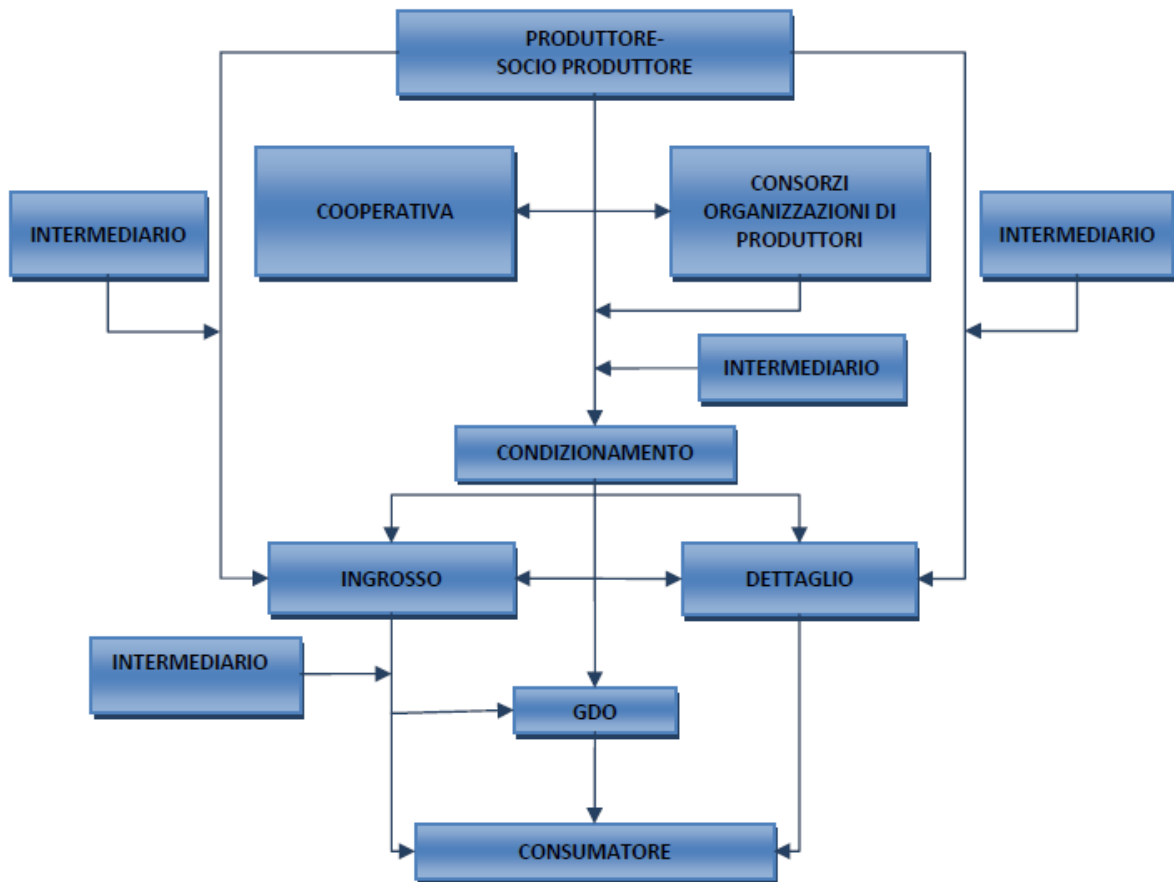 PRODUTTORE-
SOCIO PRODUTTORE
COOPERATIVA
CONSORZI
ORGANIZZAZIONI DI
PRODUTTORI
INTERMEDIARIO
INTERMEDIARIO
INTERMEDIARIO
CONDIZIONAMENTO
INGROSSO
DETTAGLIO
INTERMEDIARIO
GDO
CONSUMATORE